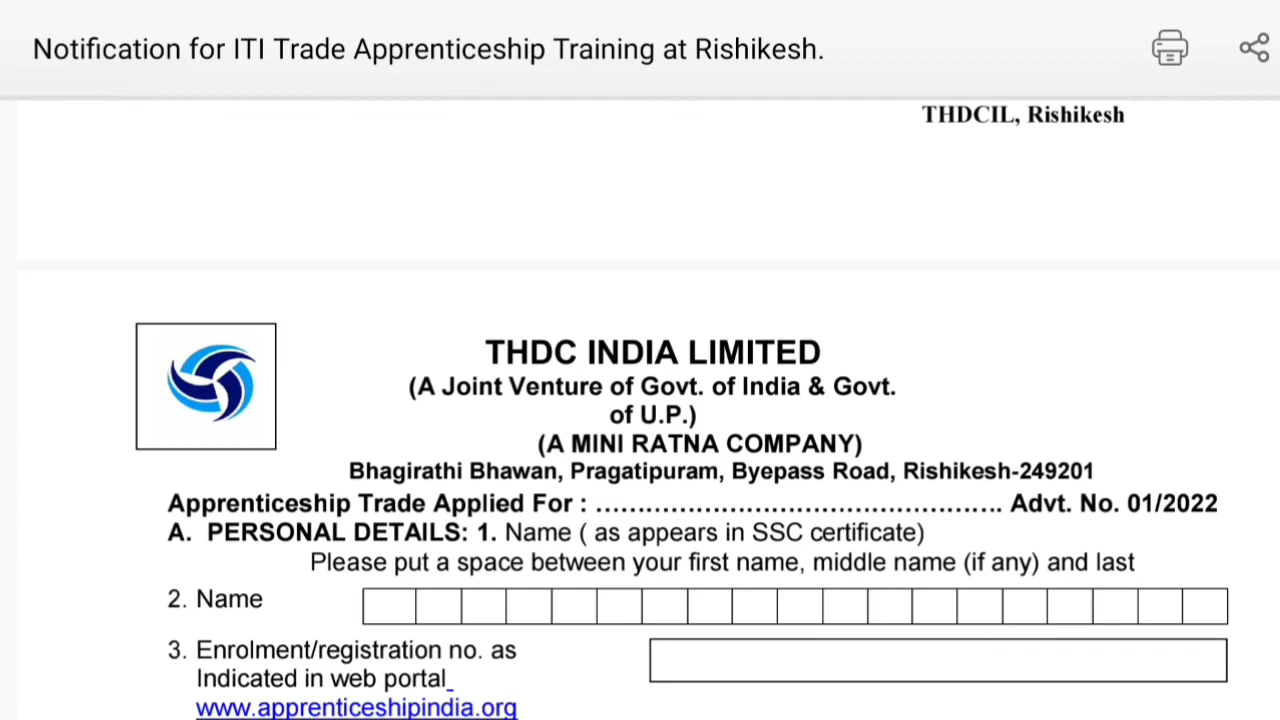 Notification for ITI Trade Apprenticeship Training at Rishikesh.
THDCIL, Rishikesh
THDC INDIA LIMITED
(A Joint Venture of Govt. of India & Govt.
of U.P.)
(A MINI RATNA COMPANY)
Bhagirathi Bhawan, Pragatipuram, Byepass Road, Rishikesh-249201
Apprenticeship Trade Applied For : ................................................ Advt. No. 01/2022
A. PERSONAL DETAILS: 1. Name ( as appears in SSC certificate)
Please put a space between your first name, middle name (if any) and last
2. Name
3. Enrolment/registration no. as
Indicated in web portal
www.apprenticeshipindia.org